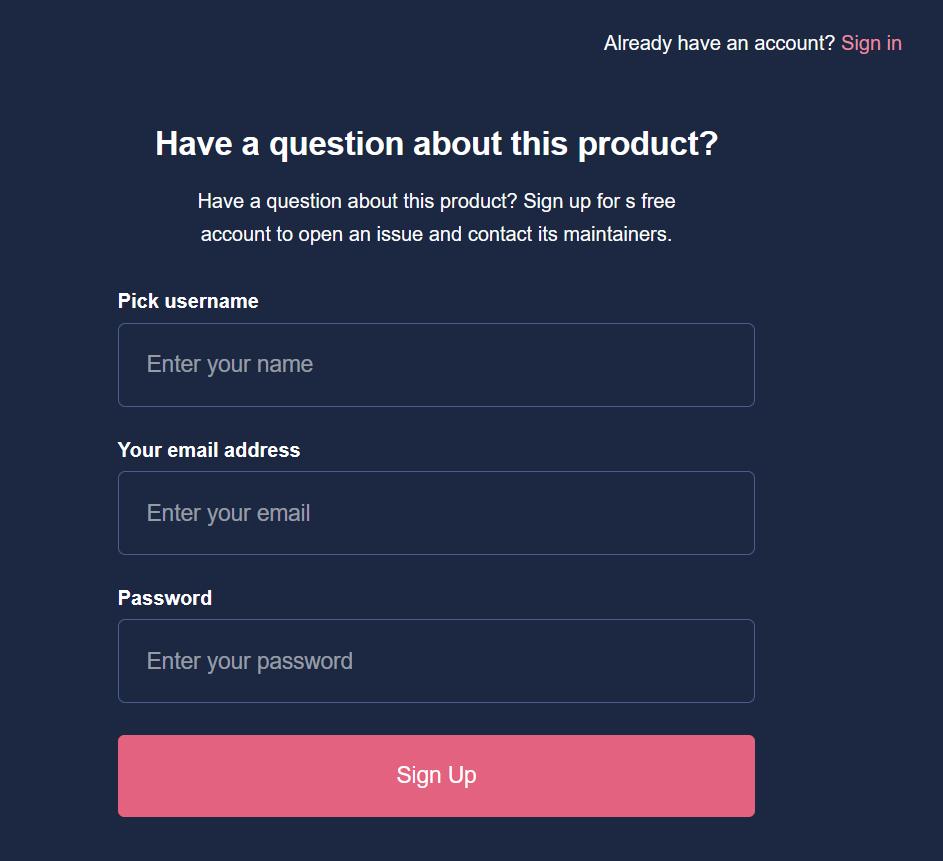 Already have an account? Sign in
Have a question about this product?
Have a question about this product? Sign up for s free
account to open an issue and contact its maintainers.
Pick username
Enter your name
Your email address
Enter your email
Password
Enter your password
Sign Up